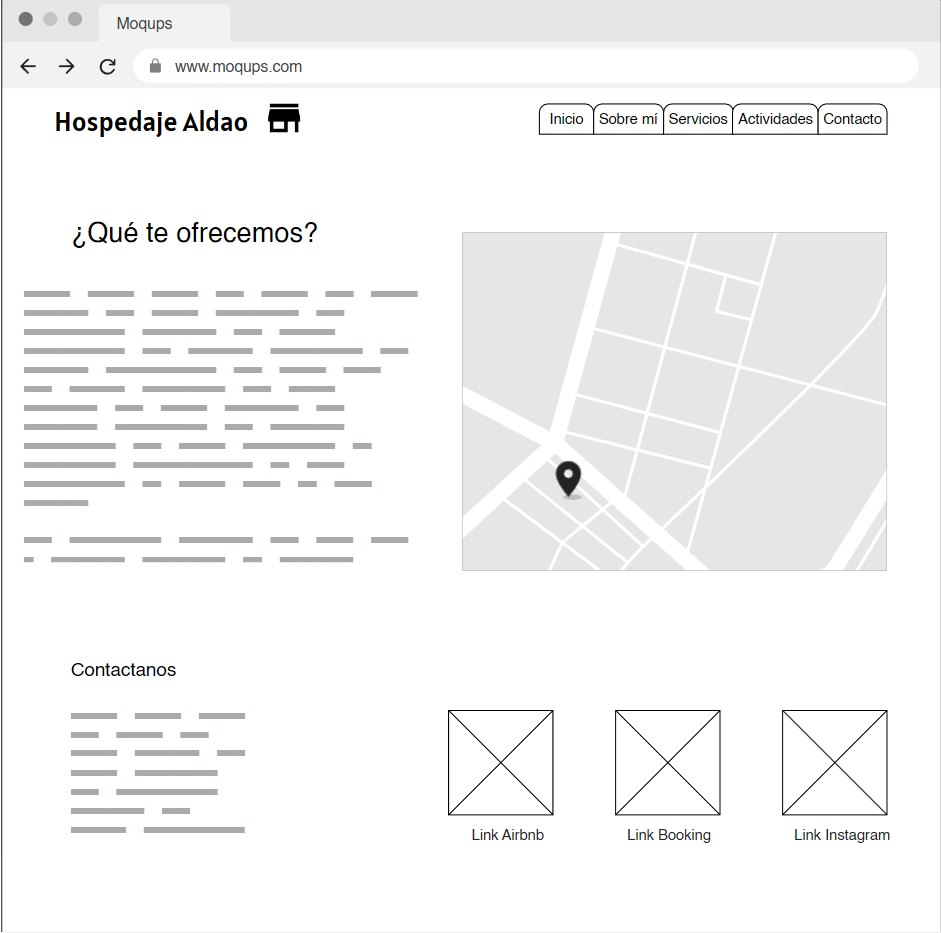 Moqups
www.moqups.com
Hospedaje Aldao
Inicio Sobre mí Servicios Actividades Contacto
¿Qué te ofrecemos?
Contactanos
Link Airbnb Link Booking Link Instagram